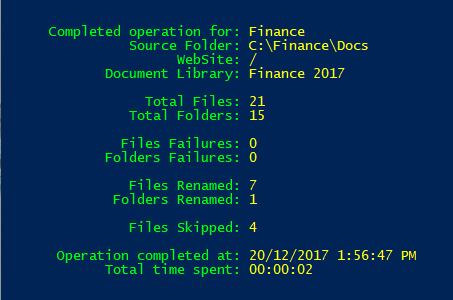 Completed operation for: Finance
Source Folder: C:\Finance\Docs
WebSite: /
Document Library: Finance 2017
Total Files: 21
Total Folders: 15
Files Failures: 0
Folders Failures: 0
Files Renamed: 7
Folders Renamed: 1
Files Skipped: 4
Operation completed at: 20/12/2017 1:56:47 PM
Total time spent: 00:00:02